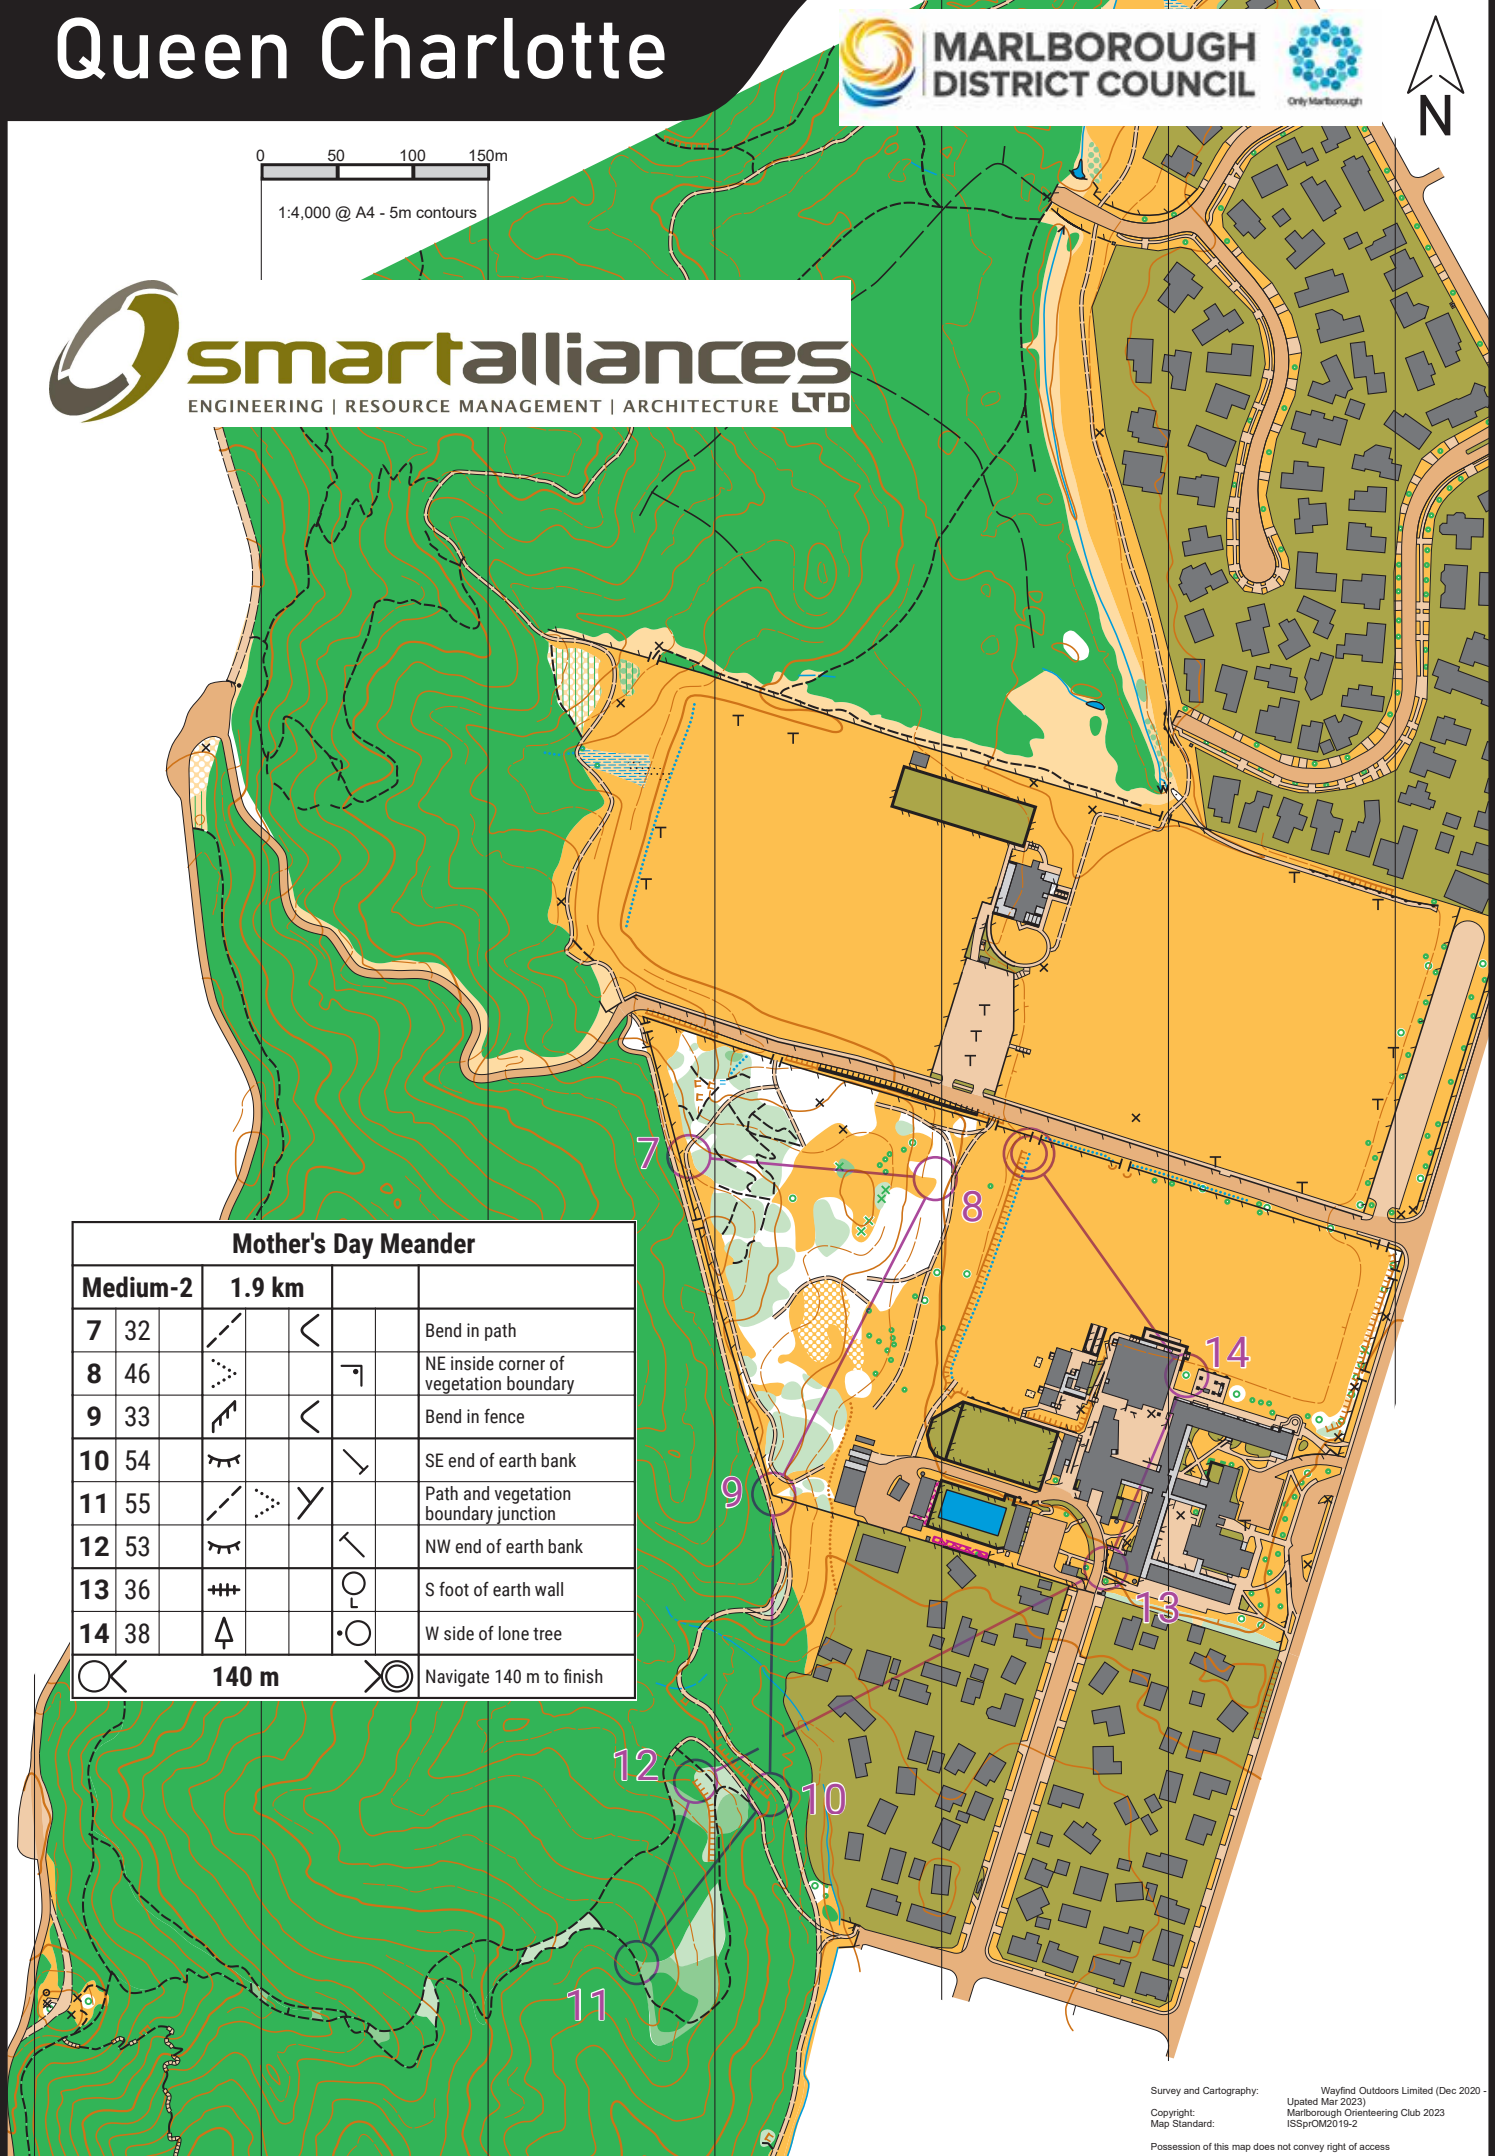 Queen Charlotte
MARLBOROUGH
DISTRICT COUNCIL
Only Marlborough
N
0 50 100 150m
1:4,000 @ A4 - 5m contours
smartalliances
ENGINEERING | RESOURCE MANAGEMENT | ARCHITECTURE LTD
7
8
14
9
13
12
10
11
Mother's Day Meander
Medium-2 1.9 km
7 32 Bend in path
8 46 NE inside corner of
vegetation boundary
9 33 Bend in fence
10 54 SE end of earth bank
11 55 Path and vegetation
boundary junction
12 53 NW end of earth bank
13 36 S foot of earth wall
14 38 W side of lone tree
140 m Navigate 140 m to finish
Survey and Cartography: Wayfind Outdoors Limited (Dec 2020 -
Upated Mar 2023)
Copyright: Marlborough Orienteering Club 2023
Map Standard: ISSprOM2019-2
Possession of this map does not convey right of access